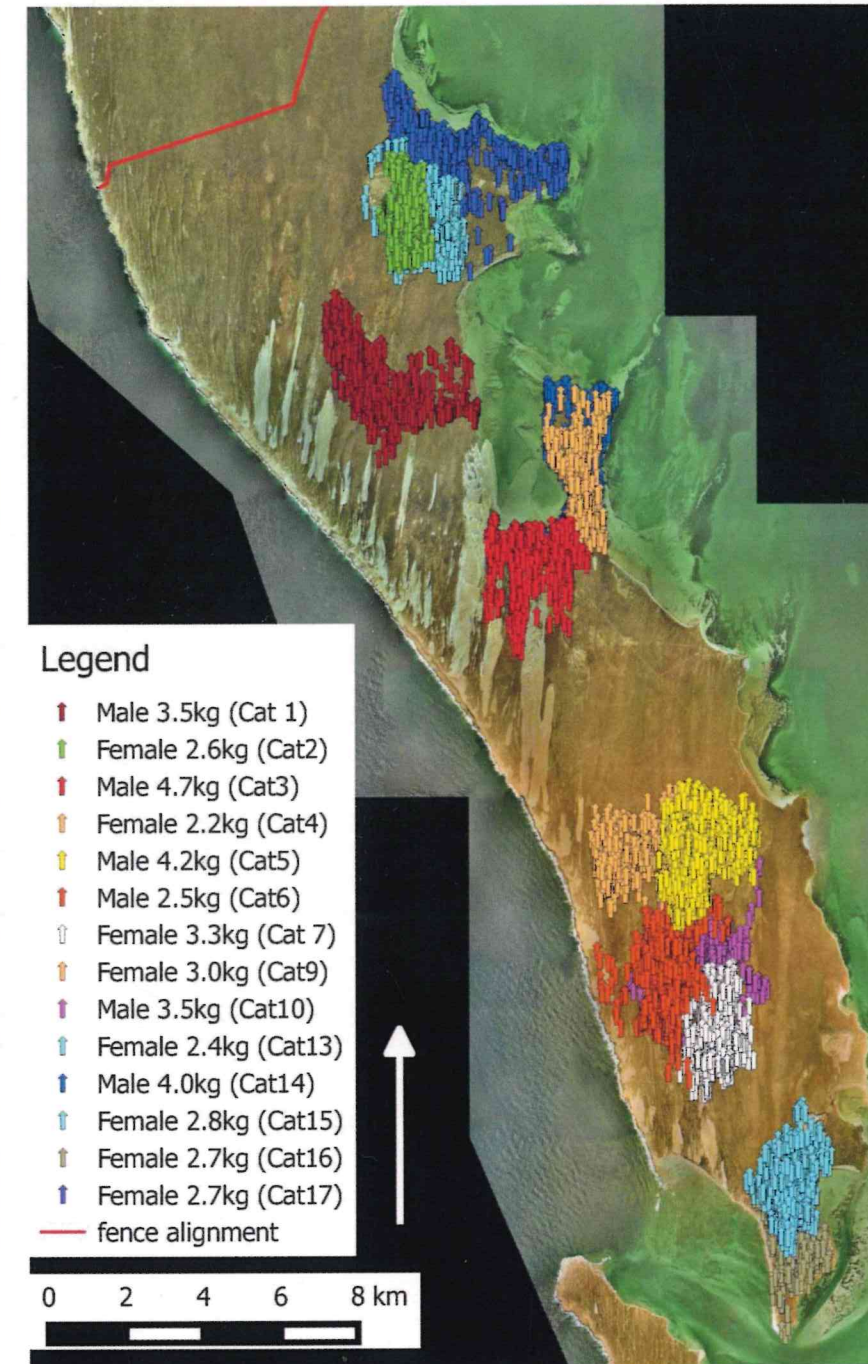 Legend
Male 3.5kg (Cat 1)
Female 2.6kg (Cat2)
Male 4.7kg (Cat3)
Female 2.2kg (Cat4)
Male 4.2kg (Cat5)
Male 2.5kg (Cat6)
Female 3.3kg (Cat 7)
Female 3.0kg (Cat9)
Male 3.5kg (Cat10)
Female 2.4kg (Cat13)
Male 4.0kg (Cat14)
Female 2.8kg (Cat15)
Female 2.7kg (Cat16)
Female 2.7kg (Cat17)
fence alignment
0 2 4 6 8 km